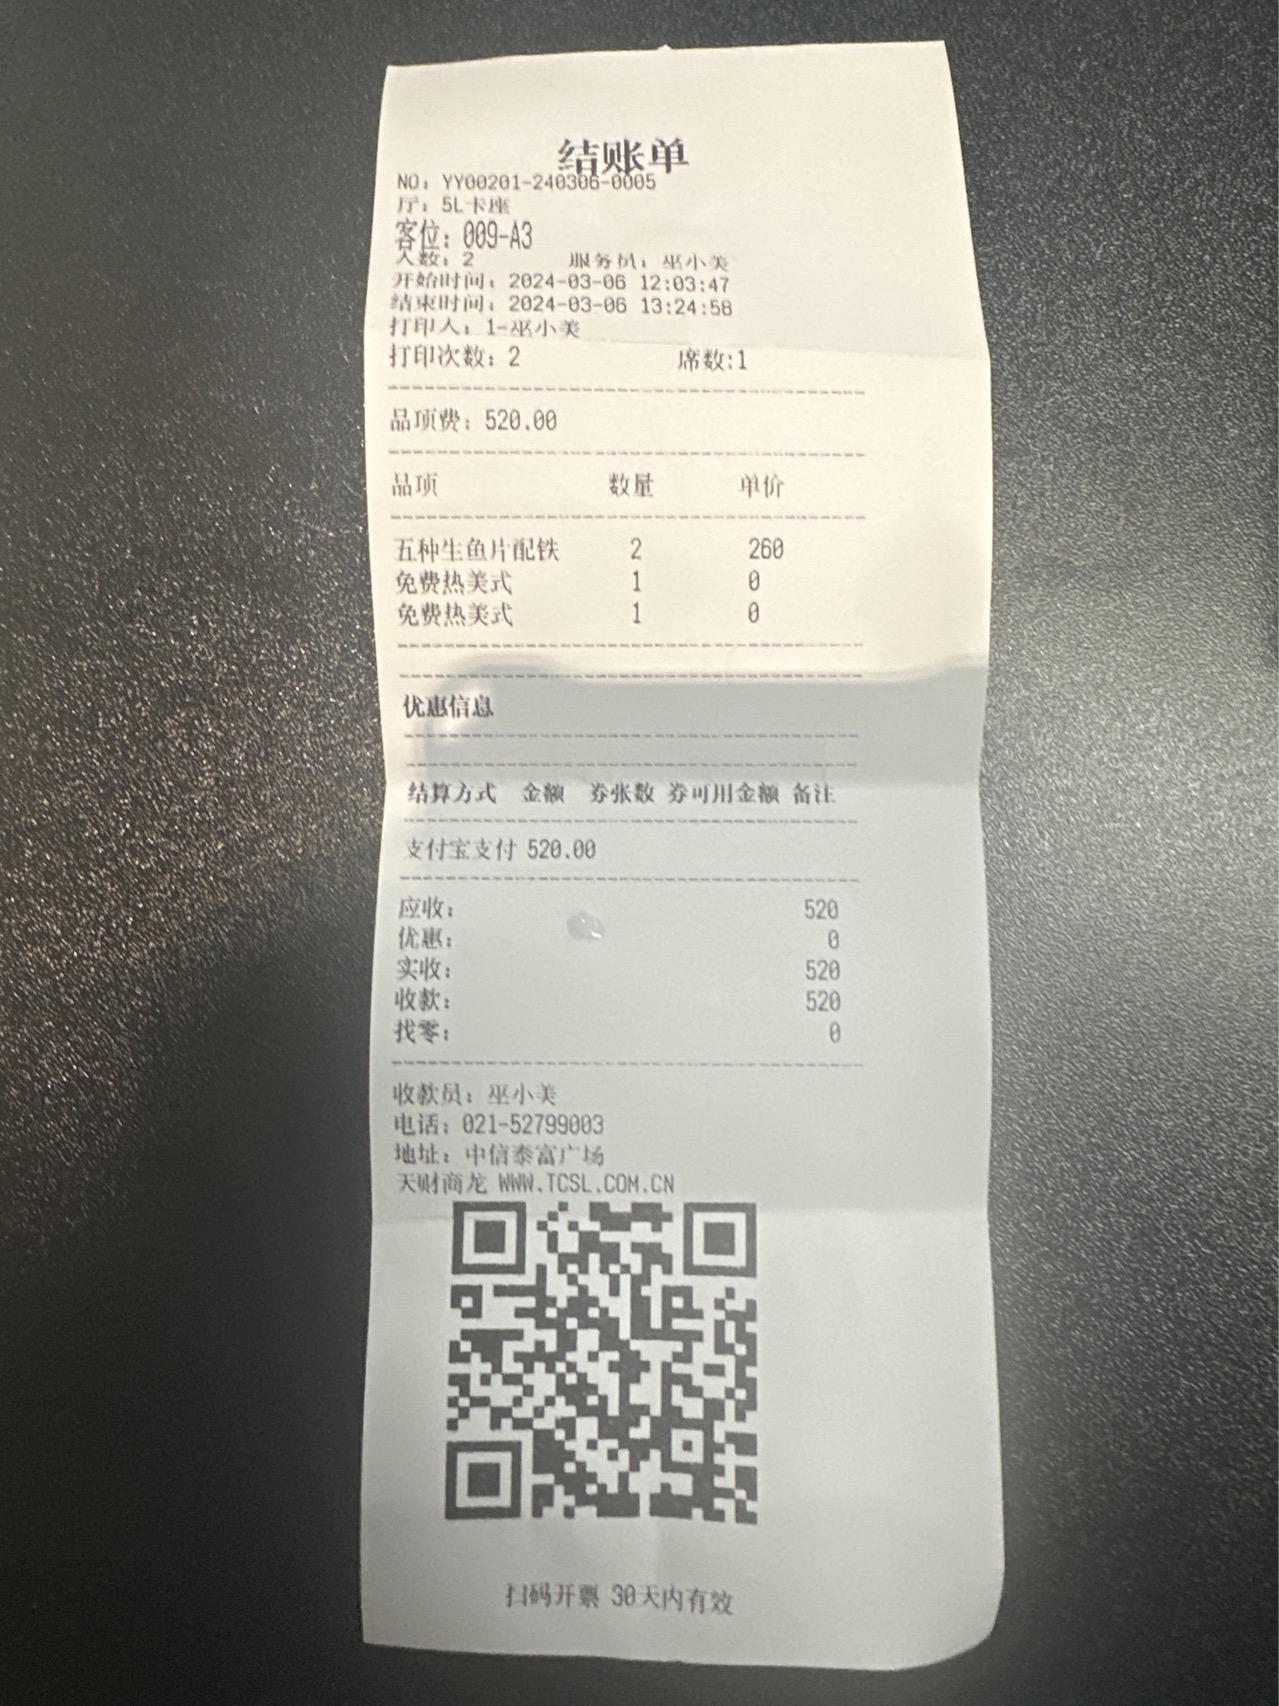 结账单
NO: YY00201-240306-0005
厅: 5L卡座
客位: 009-A3
人数: 2 服务员: 巫小美
开始时间: 2024-03-06 12:03:47
结束时间: 2024-03-06 13:24:58
打印人: 1-巫小美
打印次数: 2 席数:1
品项费: 520.00
品项 数量 单价
五种生鱼片配铁 2 260
免费热美式 1 0
免费热美式 1 0
优惠信息
结算方式 金额 券张数 券可用金额 备注
支付宝支付 520.00
应收: 520
优惠: 0
实收: 520
收款: 520
找零: 0
收款员: 巫小美
电话: 021-52799003
地址: 中信泰富广场
天财商龙 WWW.TCSL.COM.CN
扫码开票 30天内有效